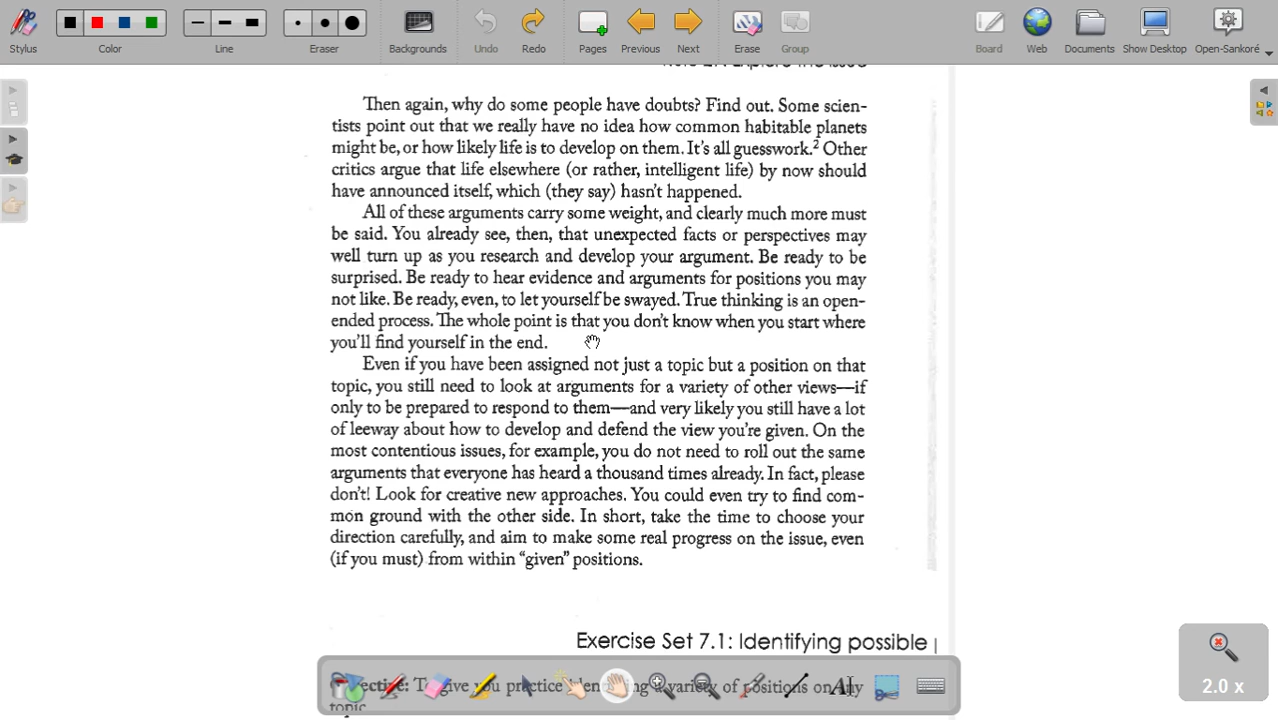 Stylus
Color
Line
Eraser
Backgrounds
Undo
Redo
Pages
Previous
Next
Erase
Group
Board
Web
Documents
Show Desktop
Open-Sankoré
Then again, why do some people have doubts? Find out. Some scien-
tists point out that we really have no idea how common habitable planets
might be, or how likely life is to develop on them. It's all guesswork.² Other
critics argue that life elsewhere (or rather, intelligent life) by now should
have announced itself, which (they say) hasn't happened.
All of these arguments carry some weight, and clearly much more must
be said. You already see, then, that unexpected facts or perspectives may
well turn up as you research and develop your argument. Be ready to be
surprised. Be ready to hear evidence and arguments for positions you may
not like. Be ready, even, to let yourself be swayed. True thinking is an open-
ended process. The whole point is that you don't know when you start where
you'll find yourself in the end.
Even if you have been assigned not just a topic but a position on that
topic, you still need to look at arguments for a variety of other views—if
only to be prepared to respond to them—and very likely you still have a lot
of leeway about how to develop and defend the view you're given. On the
most contentious issues, for example, you do not need to roll out the same
arguments that everyone has heard a thousand times already. In fact, please
don't! Look for creative new approaches. You could even try to find com-
mon ground with the other side. In short, take the time to choose your
direction carefully, and aim to make some real progress on the issue, even
(if you must) from within "given" positions.
Exercise Set 7.1: Identifying possible
To give you practice a variety of positions on any
topic
2.0 x